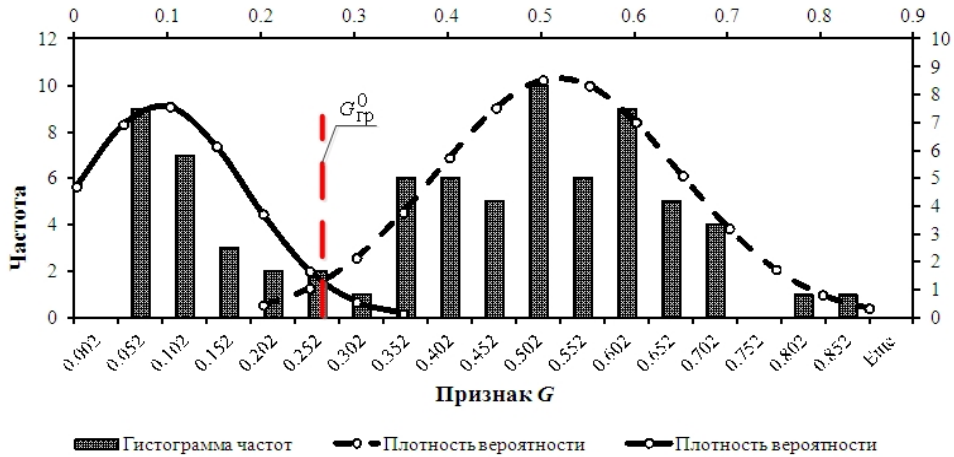 0 0.1 0.2 0.3 0.4 0.5 0.6 0.7 0.8 0.9
12 10
10 9
8 8
6 7
4 6
2 5
0 4
3
2
1
0
Частота
G⁰гр
0.002 0.052 0.102 0.152 0.202 0.252 0.302 0.352 0.402 0.452 0.502 0.552 0.602 0.652 0.702 0.752 0.802 0.852 Еще
Признак G
Гистограмма частот Плотность вероятности Плотность вероятности